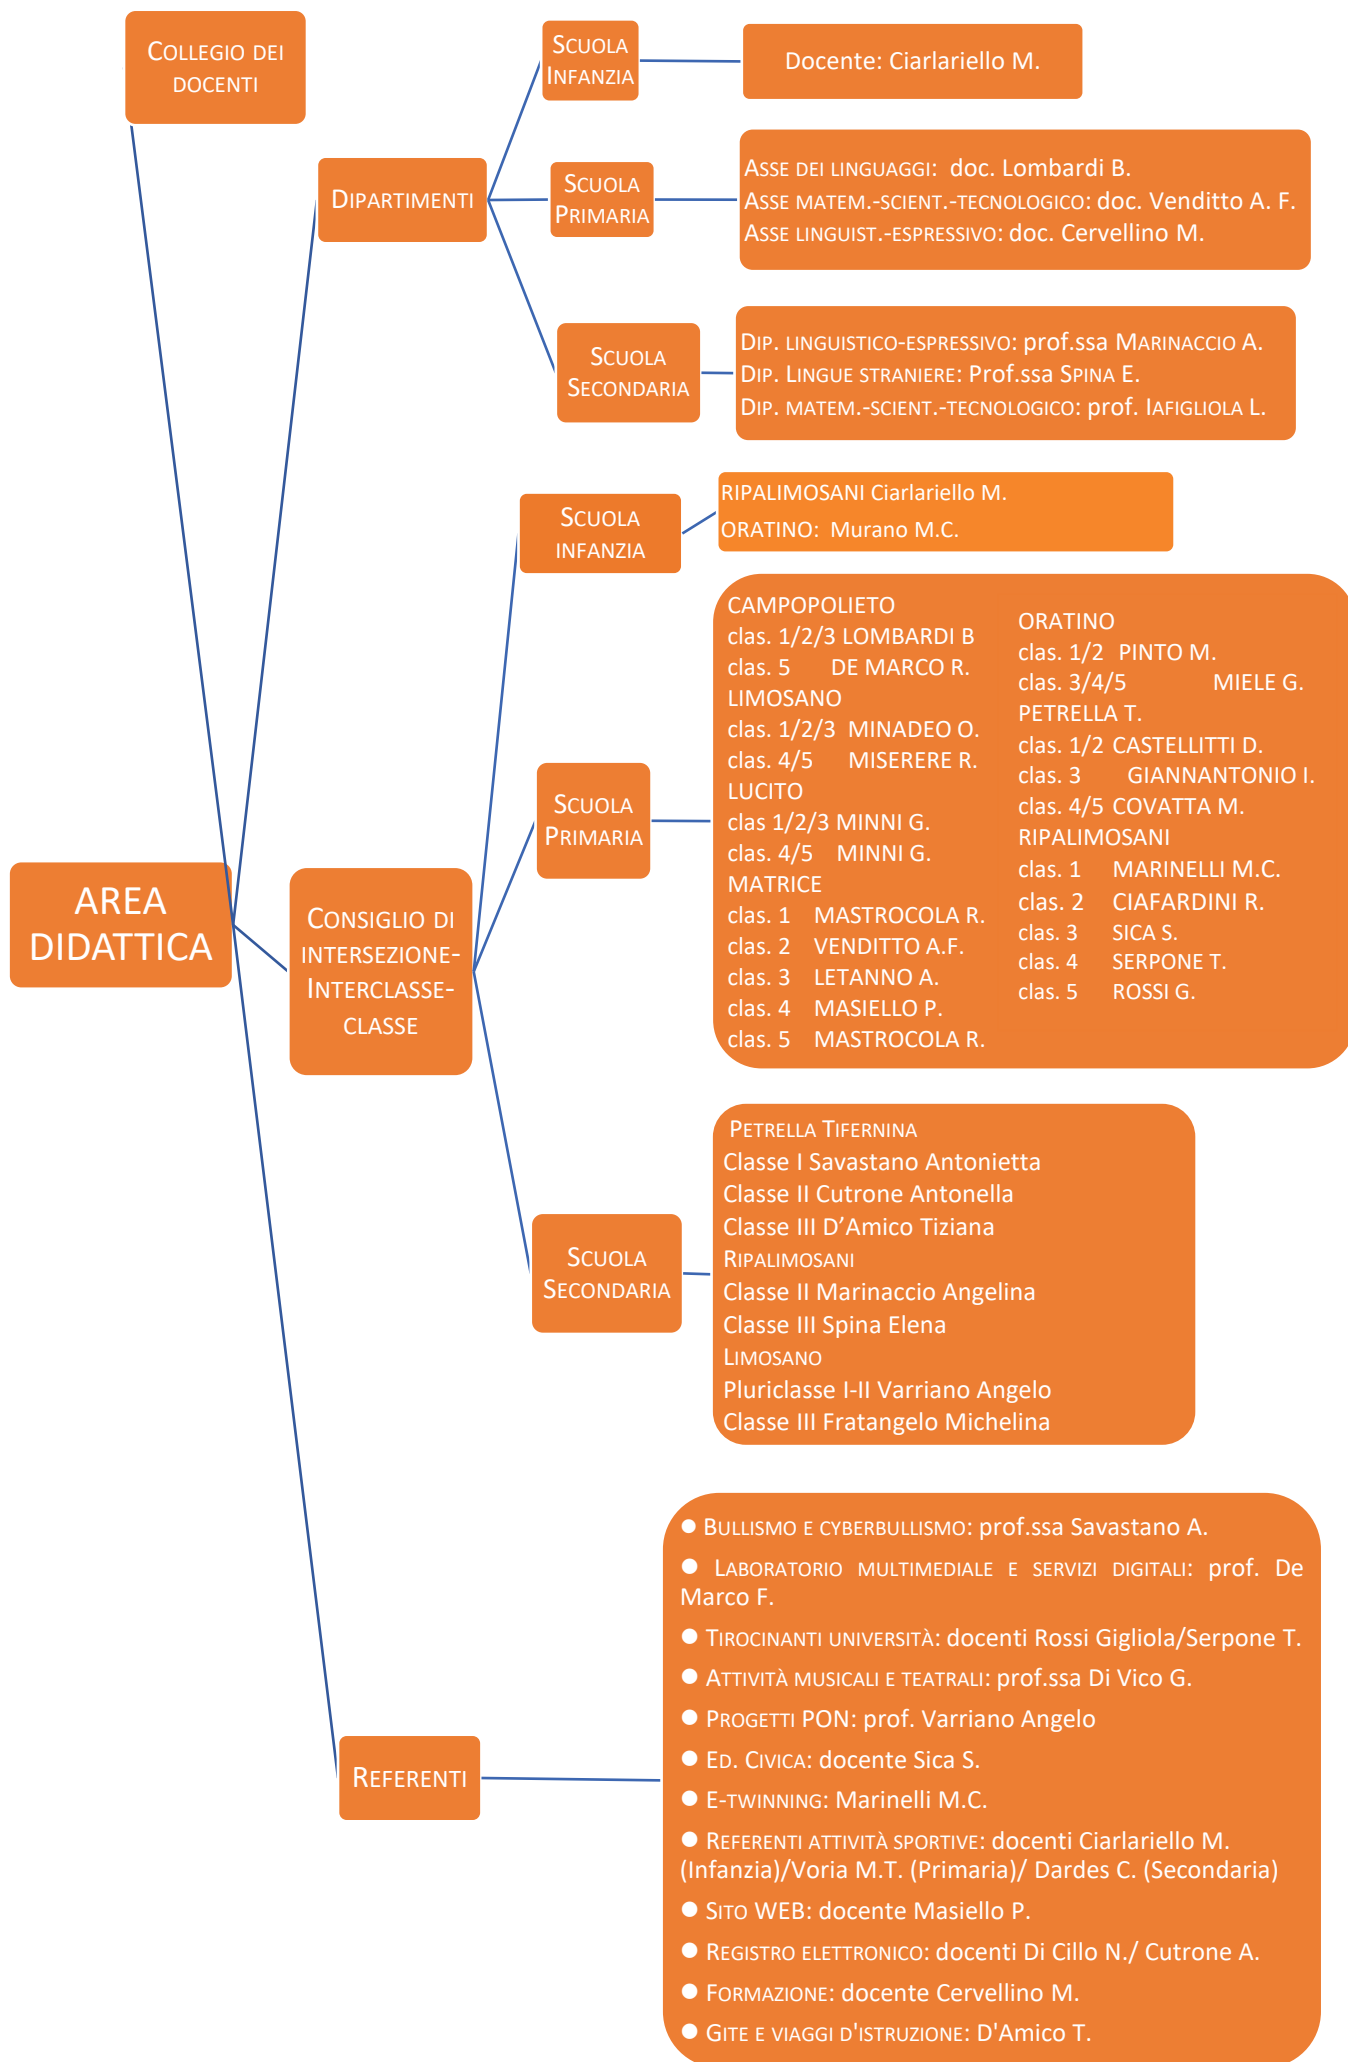 COLLEGIO DEI
DOCENTI
DIPARTIMENTI
SCUOLA
INFANZIA
Docente: Ciarlariello M.
SCUOLA
PRIMARIA
ASSE DEI LINGUAGGI: doc. Lombardi B.
ASSE MATEM.-SCIENT.-TECNOLOGICO: doc. Venditto A. F.
ASSE LINGUIST.-ESPRESSIVO: doc. Cervellino M.
SCUOLA
SECONDARIA
DIP. LINGUISTICO-ESPRESSIVO: prof.ssa MARINACCIO A.
DIP. LINGUE STRANIERE: Prof.ssa SPINA E.
DIP. MATEM.-SCIENT.-TECNOLOGICO: prof. IAFIGLIOLA L.
AREA
DIDATTICA
CONSIGLIO DI
INTERSEZIONE-
INTERCLASSE-
CLASSE
SCUOLA
INFANZIA
RIPALIMOSANI Ciarlariello M.
ORATINO: Murano M.C.
SCUOLA
PRIMARIA
CAMPOPOLIETO
clas. 1/2/3 LOMBARDI B
clas. 5 DE MARCO R.
LIMOSANO
clas. 1/2/3 MINADEO O.
clas. 4/5 MISERERE R.
LUCITO
clas 1/2/3 MINNI G.
clas. 4/5 MINNI G.
MATRICE
clas. 1 MASTROCOLA R.
clas. 2 VENDITTO A.F.
clas. 3 LETANNO A.
clas. 4 MASIELLO P.
clas. 5 MASTROCOLA R.
ORATINO
clas. 1/2 PINTO M.
clas. 3/4/5 MIELE G.
PETRELLA T.
clas. 1/2 CASTELLITTI D.
clas. 3 GIANNANTONIO I.
clas. 4/5 COVATTA M.
RIPALIMOSANI
clas. 1 MARINELLI M.C.
clas. 2 CIAFARDINI R.
clas. 3 SICA S.
clas. 4 SERPONE T.
clas. 5 ROSSI G.
SCUOLA
SECONDARIA
PETRELLA TIFERNINA
Classe I Savastano Antonietta
Classe II Cutrone Antonella
Classe III D’Amico Tiziana
RIPALIMOSANI
Classe II Marinaccio Angelina
Classe III Spina Elena
LIMOSANO
Pluriclasse I-II Varriano Angelo
Classe III Fratangelo Michelina
REFERENTI
● BULLISMO E CYBERBULLISMO: prof.ssa Savastano A.
● LABORATORIO MULTIMEDIALE E SERVIZI DIGITALI: prof. De
Marco F.
● TIROCINANTI UNIVERSITÀ: docenti Rossi Gigliola/Serpone T.
● ATTIVITÀ MUSICALI E TEATRALI: prof.ssa Di Vico G.
● PROGETTI PON: prof. Varriano Angelo
● ED. CIVICA: docente Sica S.
● E-TWINNING: Marinelli M.C.
● REFERENTI ATTIVITÀ SPORTIVE: docenti Ciarlariello M.
(Infanzia)/Voria M.T. (Primaria)/ Dardes C. (Secondaria)
● SITO WEB: docente Masiello P.
● REGISTRO ELETTRONICO: docenti Di Cillo N./ Cutrone A.
● FORMAZIONE: docente Cervellino M.
● GITE E VIAGGI D'ISTRUZIONE: D'Amico T.